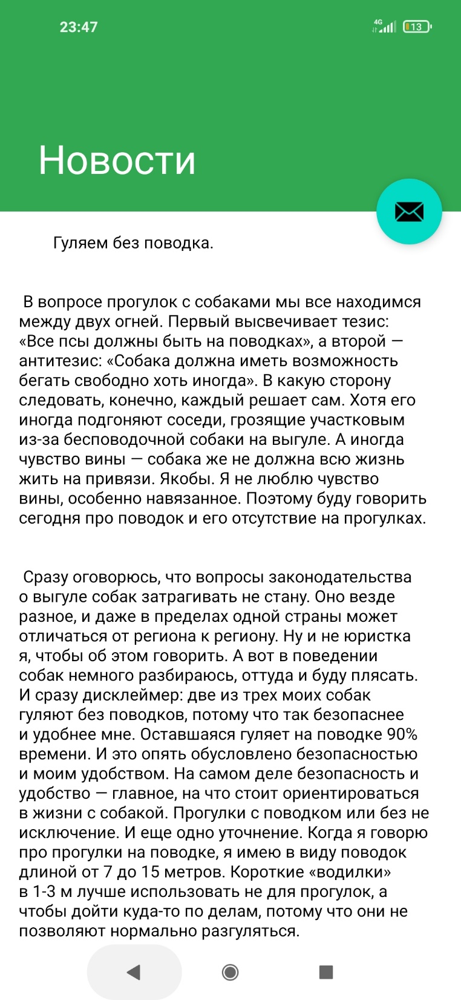 23:47
4G
13
Новости
Гуляем без поводка.
В вопросе прогулок с собаками мы все находимся
между двух огней. Первый высвечивает тезис:
«Все псы должны быть на поводках», а второй —
антитезис: «Собака должна иметь возможность
бегать свободно хоть иногда». В какую сторону
следовать, конечно, каждый решает сам. Хотя его
иногда подгоняют соседи, грозящие участковым
из-за бесповодочной собаки на выгуле. А иногда
чувство вины — собака же не должна всю жизнь
жить на привязи. Якобы. Я не люблю чувство
вины, особенно навязанное. Поэтому буду говорить
сегодня про поводок и его отсутствие на прогулках.
Сразу оговорюсь, что вопросы законодательства
о выгуле собак затрагивать не стану. Оно везде
разное, и даже в пределах одной страны может
отличаться от региона к региону. Ну и не юристка
я, чтобы об этом говорить. А вот в поведении
собак немного разбираюсь, оттуда и буду плясать.
И сразу дисклеймер: две из трех моих собак
гуляют без поводков, потому что так безопаснее
и удобнее мне. Оставшаяся гуляет на поводке 90%
времени. И это опять обусловлено безопасностью
и моим удобством. На самом деле безопасность и
удобство — главное, на что стоит ориентироваться
в жизни с собакой. Прогулки с поводком или без не
исключение. И еще одно уточнение. Когда я говорю
про прогулки на поводке, я имею в виду поводок
длиной от 7 до 15 метров. Короткие «водилки»
в 1-3 м лучше использовать не для прогулок, а
чтобы дойти куда-то по делам, потому что они не
позволяют нормально разгуляться.